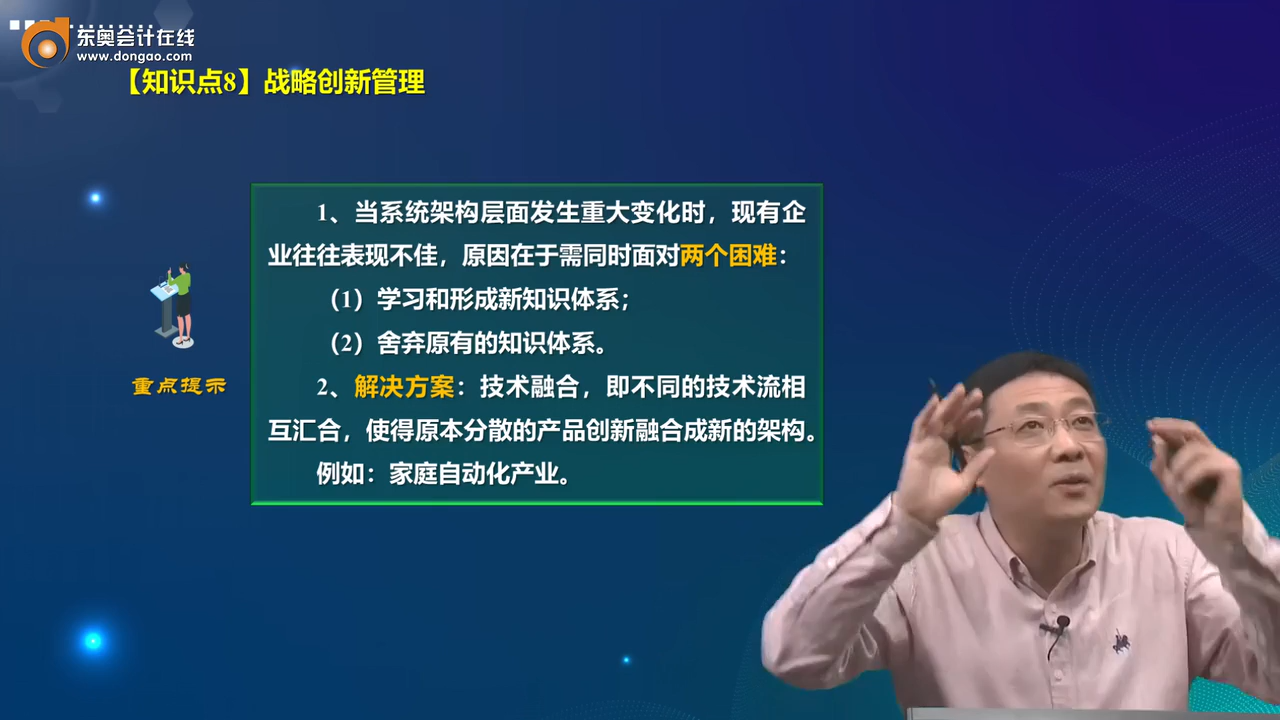 东奥会计在线
www.dongao.com
【知识点8】战略创新管理
1、当系统架构层面发生重大变化时，现有企
业往往表现不佳，原因在于需同时面对两个困难：
（1）学习和形成新知识体系；
（2）舍弃原有的知识体系。
2、解决方案：技术融合，即不同的技术流相
互汇合，使得原本分散的产品创新融合成新的架构。
例如：家庭自动化产业。
重点提示